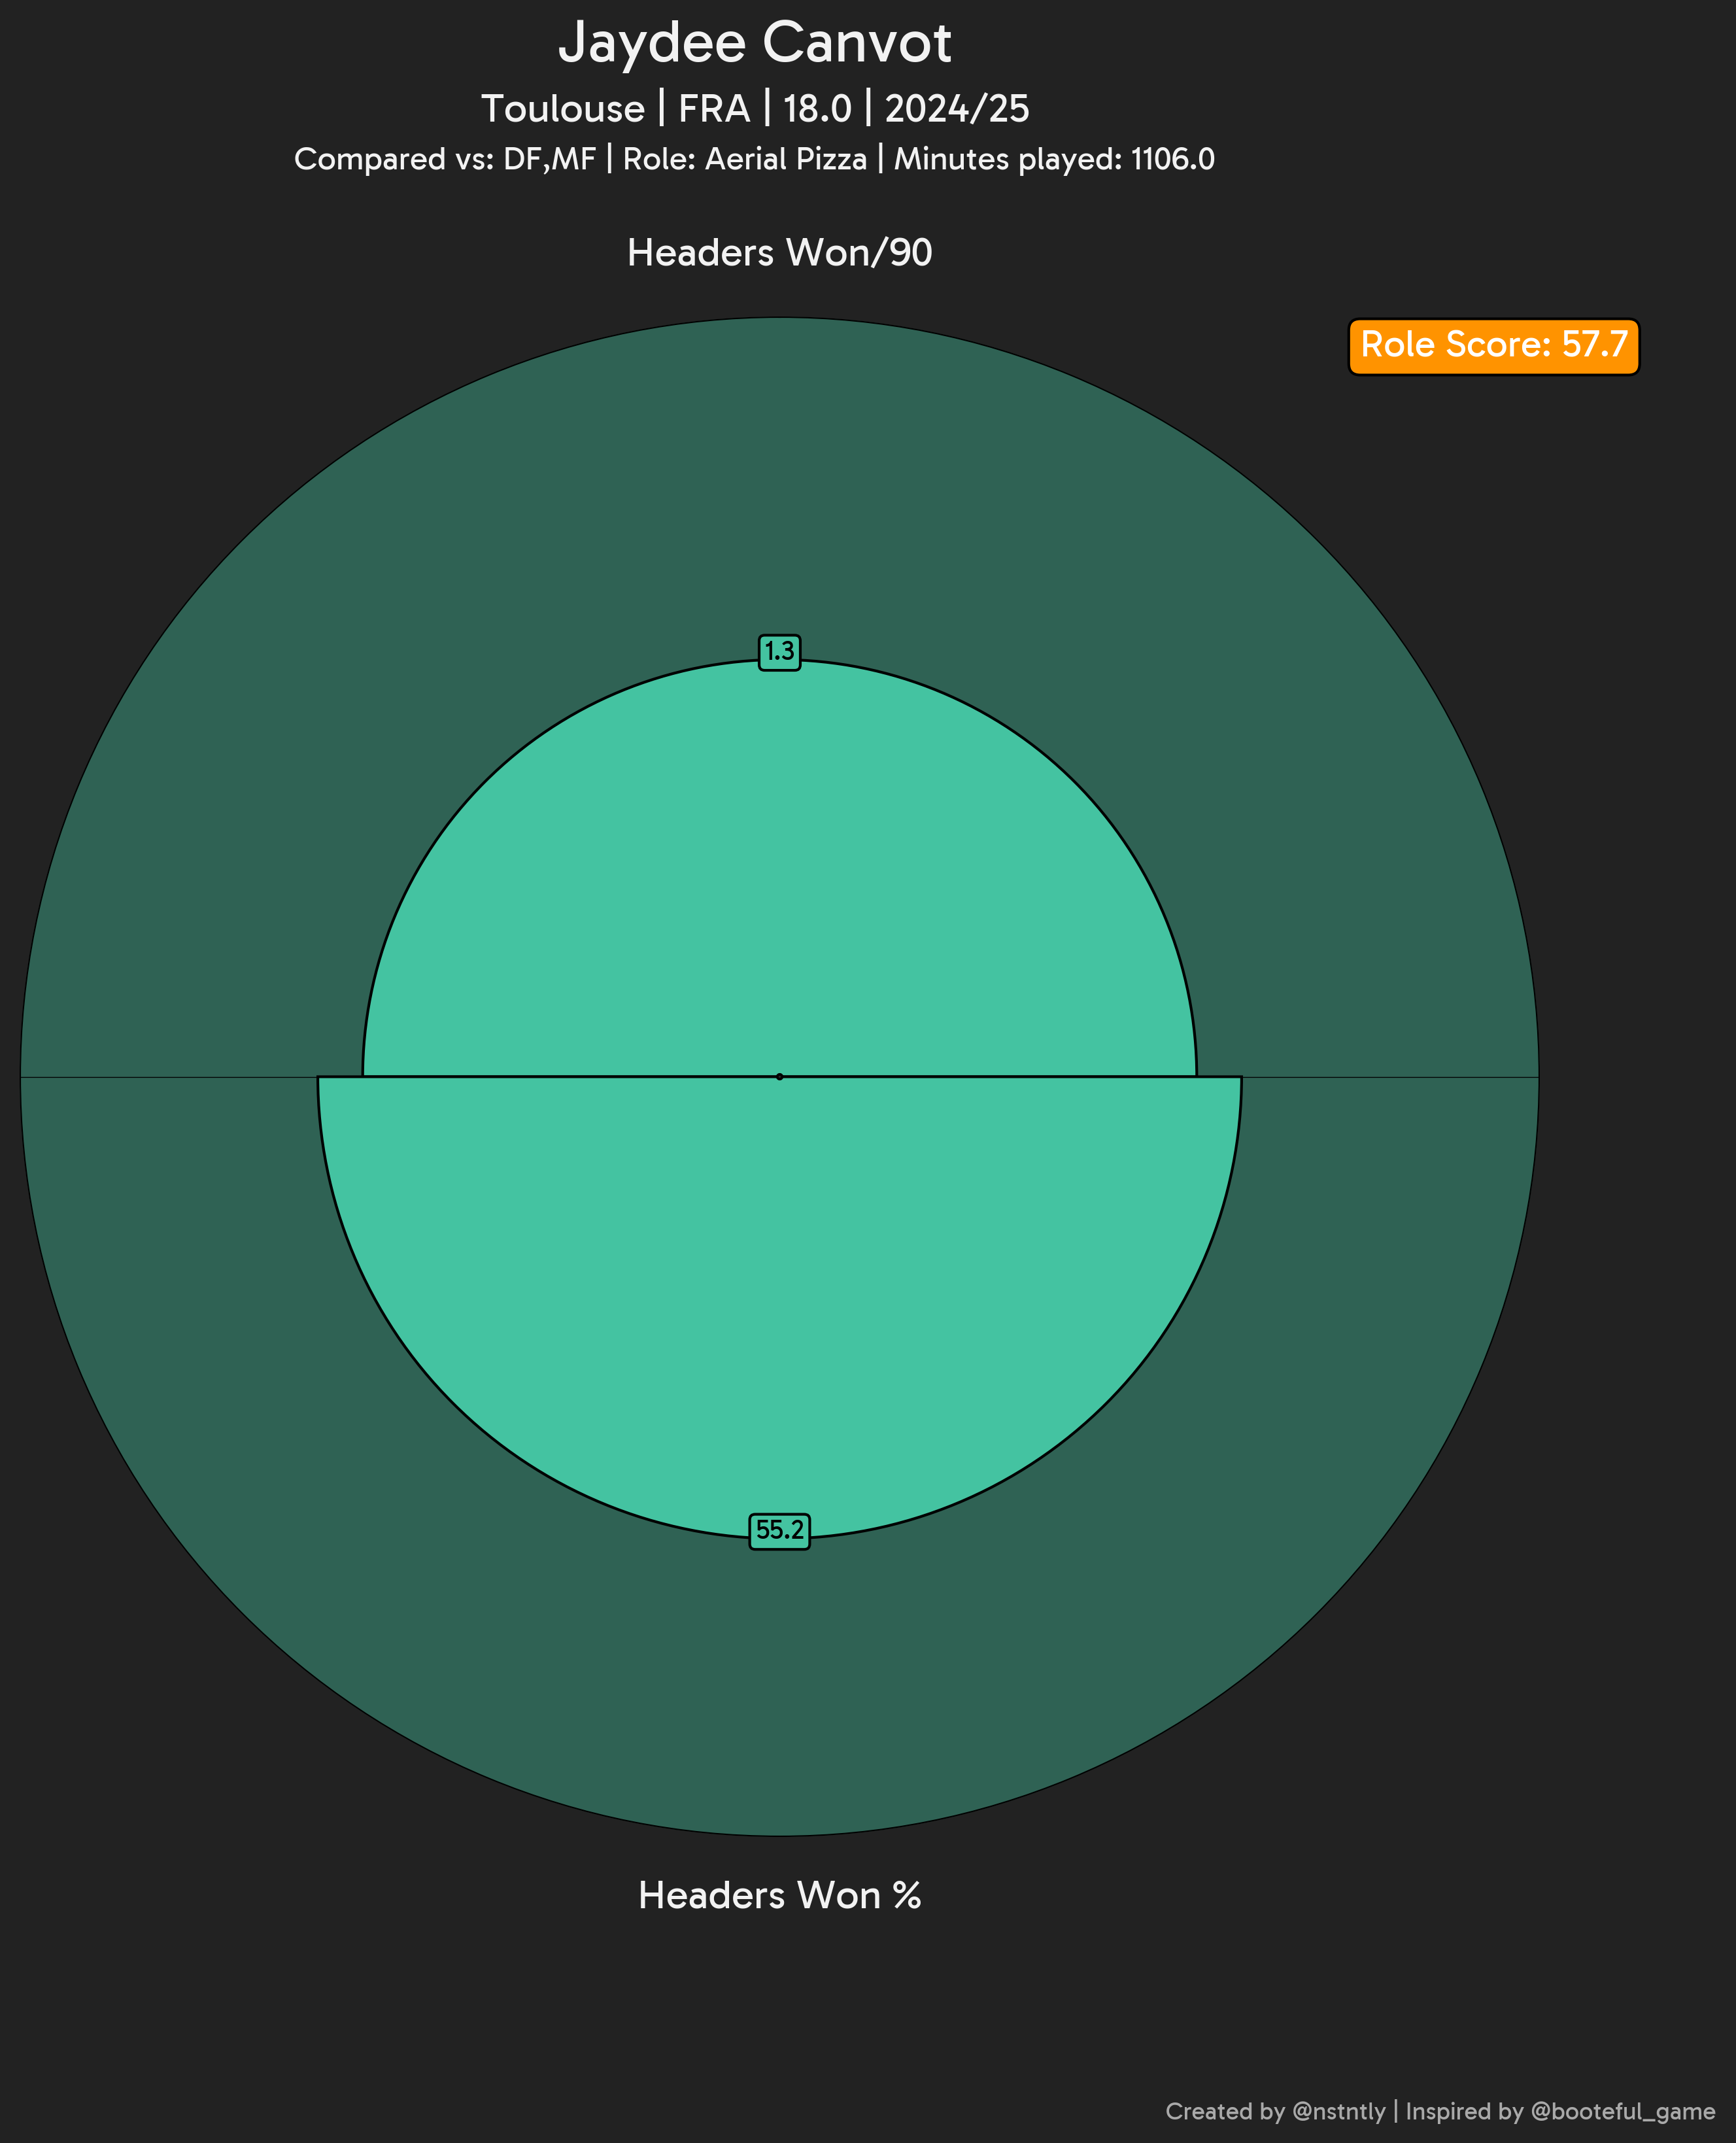 Jaydee Canvot
Toulouse | FRA | 18.0 | 2024/25
Compared vs: DF,MF | Role: Aerial Pizza | Minutes played: 1106.0
Headers Won/90
Role Score: 57.7
1.3
55.2
Headers Won %
Created by @nstntly | Inspired by @booteful_game